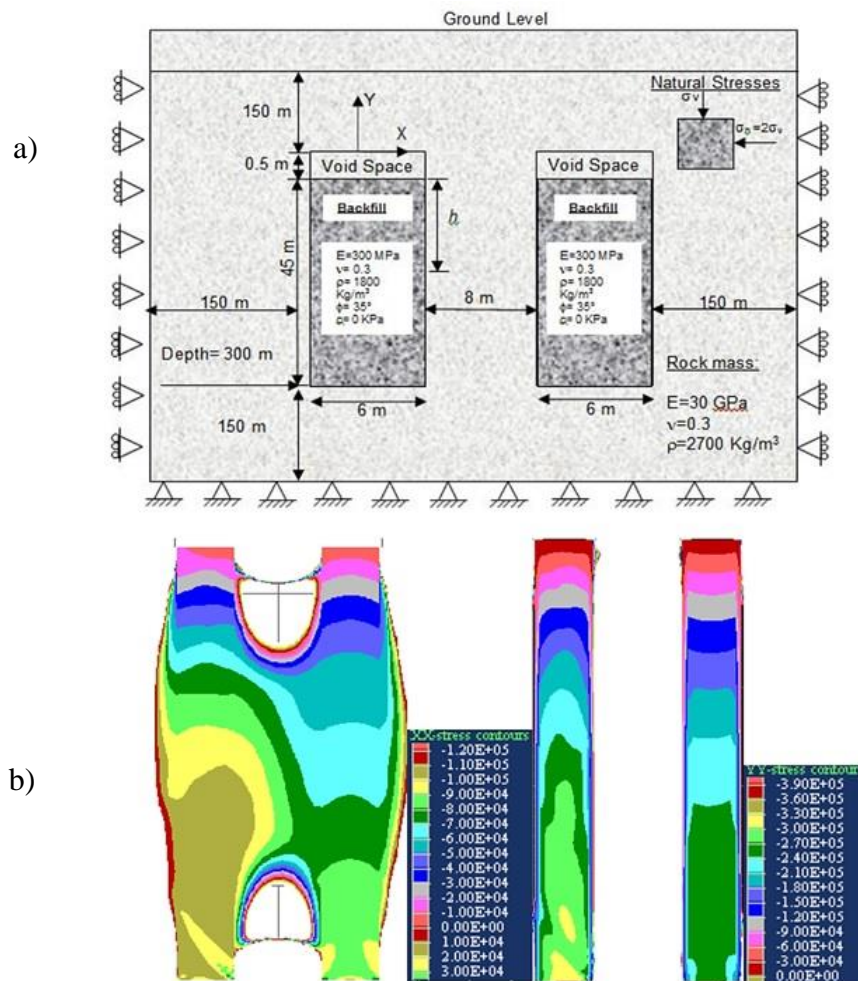 Ground Level
a)
150 m
Y
X
Natural Stresses
σv
0.5 m
Void Space
Void Space
45 m
Backfill
h
Backfill
E=300 MPa
ν= 0.3
ρ= 1800
Kg/m³
ϕ= 35°
c= 0 KPa
E=300 MPa
ν= 0.3
ρ= 1800
Kg/m³
ϕ= 35°
c= 0 KPa
150 m
8 m
150 m
Depth= 300 m
Rock mass:
6 m
6 m
150 m
E=30 GPa
ν=0.3
ρ=2700 Kg/m³
b)
XX-stress contours
-1.20E+05
-1.10E+05
-1.00E+05
-9.00E+04
-8.00E+04
-7.00E+04
-6.00E+04
-5.00E+04
-4.00E+04
-3.00E+04
-2.00E+04
-1.00E+04
0.00E+00
1.00E+04
2.00E+04
3.00E+04
YY-stress contour
-3.90E+05
-3.60E+05
-3.30E+05
-3.00E+05
-2.70E+05
-2.40E+05
-2.10E+05
-1.80E+05
-1.50E+05
-1.20E+05
-9.00E+04
-6.00E+04
-3.00E+04
0.00E+00